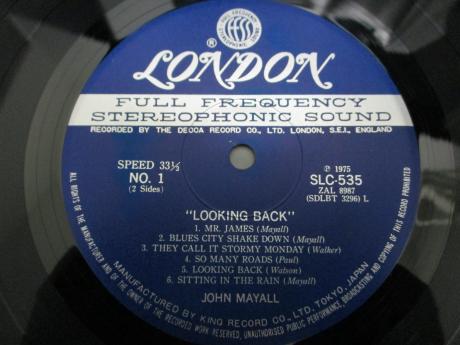 FULL FREQUENCY STEREOPHONIC SOUND
® LONDON
FULL FREQUENCY
STEREOPHONIC SOUND
RECORDED BY THE DECCA RECORD CO., LTD. LONDON, S.E.I., ENGLAND
SPEED 33⅓
NO. 1
(2 Sides)
℗ 1975
SLC-535
ZAL 8987
(SDLBT 3296) L
"LOOKING BACK"
1. MR. JAMES (Mayall)
2. BLUES CITY SHAKE DOWN (Mayall)
3. THEY CALL IT STORMY MONDAY (Walker)
4. SO MANY ROADS (Paul)
5. LOOKING BACK (Watson)
6. SITTING IN THE RAIN (Mayall)
JOHN MAYALL
MANUFACTURED BY KING RECORD CO., LTD. TOKYO, JAPAN
ALL RIGHTS OF THE MANUFACTURER AND OF THE OWNER OF THE RECORDED WORK RESERVED, UNAUTHORISED PUBLIC PERFORMANCE, BROADCASTING AND COPYING OF THIS RECORD PROHIBITED